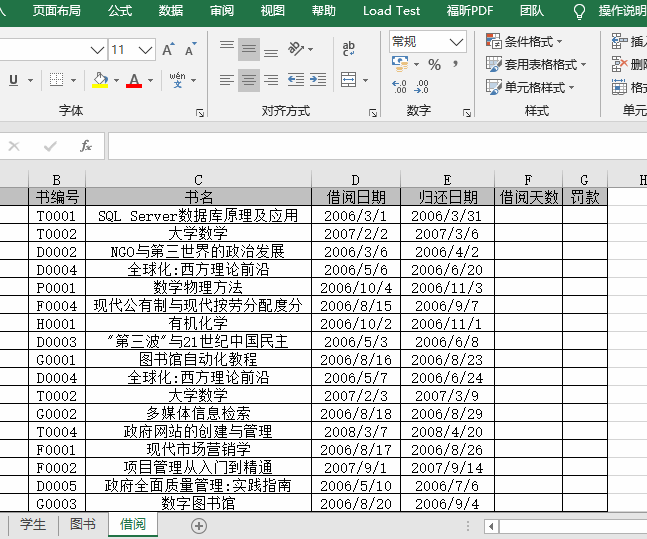 页面布局 公式 数据 审阅 视图 帮助 Load Test 福昕PDF 团队 操作说明
11 A A ab c 常规 条件格式 插入
U A wén 文 % , 套用表格格式 删除
.00 .0 单元格样式 格式
字体 对齐方式 数字 样式 单元
fx
B C D E F G H
书编号 书名 借阅日期 归还日期 借阅天数 罚款
T0001 SQL Server数据库原理及应用 2006/3/1 2006/3/31
T0002 大学数学 2007/2/2 2007/3/6
D0002 NGO与第三世界的政治发展 2006/3/6 2006/4/2
D0004 全球化:西方理论前沿 2006/5/6 2006/6/20
P0001 数学物理方法 2006/10/4 2006/11/3
F0004 现代公有制与现代按劳分配度分 2006/8/15 2006/9/7
H0001 有机化学 2006/10/2 2006/11/1
D0003 "第三波"与21世纪中国民主 2006/5/3 2006/6/8
G0001 图书馆自动化教程 2006/8/16 2006/8/23
D0004 全球化:西方理论前沿 2006/5/7 2006/6/24
T0002 大学数学 2007/2/3 2007/3/9
G0002 多媒体信息检索 2006/8/18 2006/8/29
T0004 政府网站的创建与管理 2008/3/7 2008/4/20
F0001 现代市场营销学 2006/8/17 2006/8/26
F0002 项目管理从入门到精通 2007/9/1 2007/9/14
D0005 政府全面质量管理:实践指南 2006/5/10 2006/7/6
G0003 数字图书馆 2006/8/20 2006/9/4
学生 图书 借阅